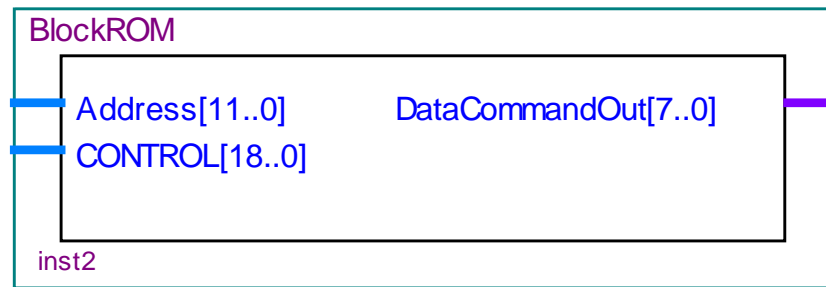 BlockROM
Address[11..0] DataCommandOut[7..0]
CONTROL[18..0]
inst2